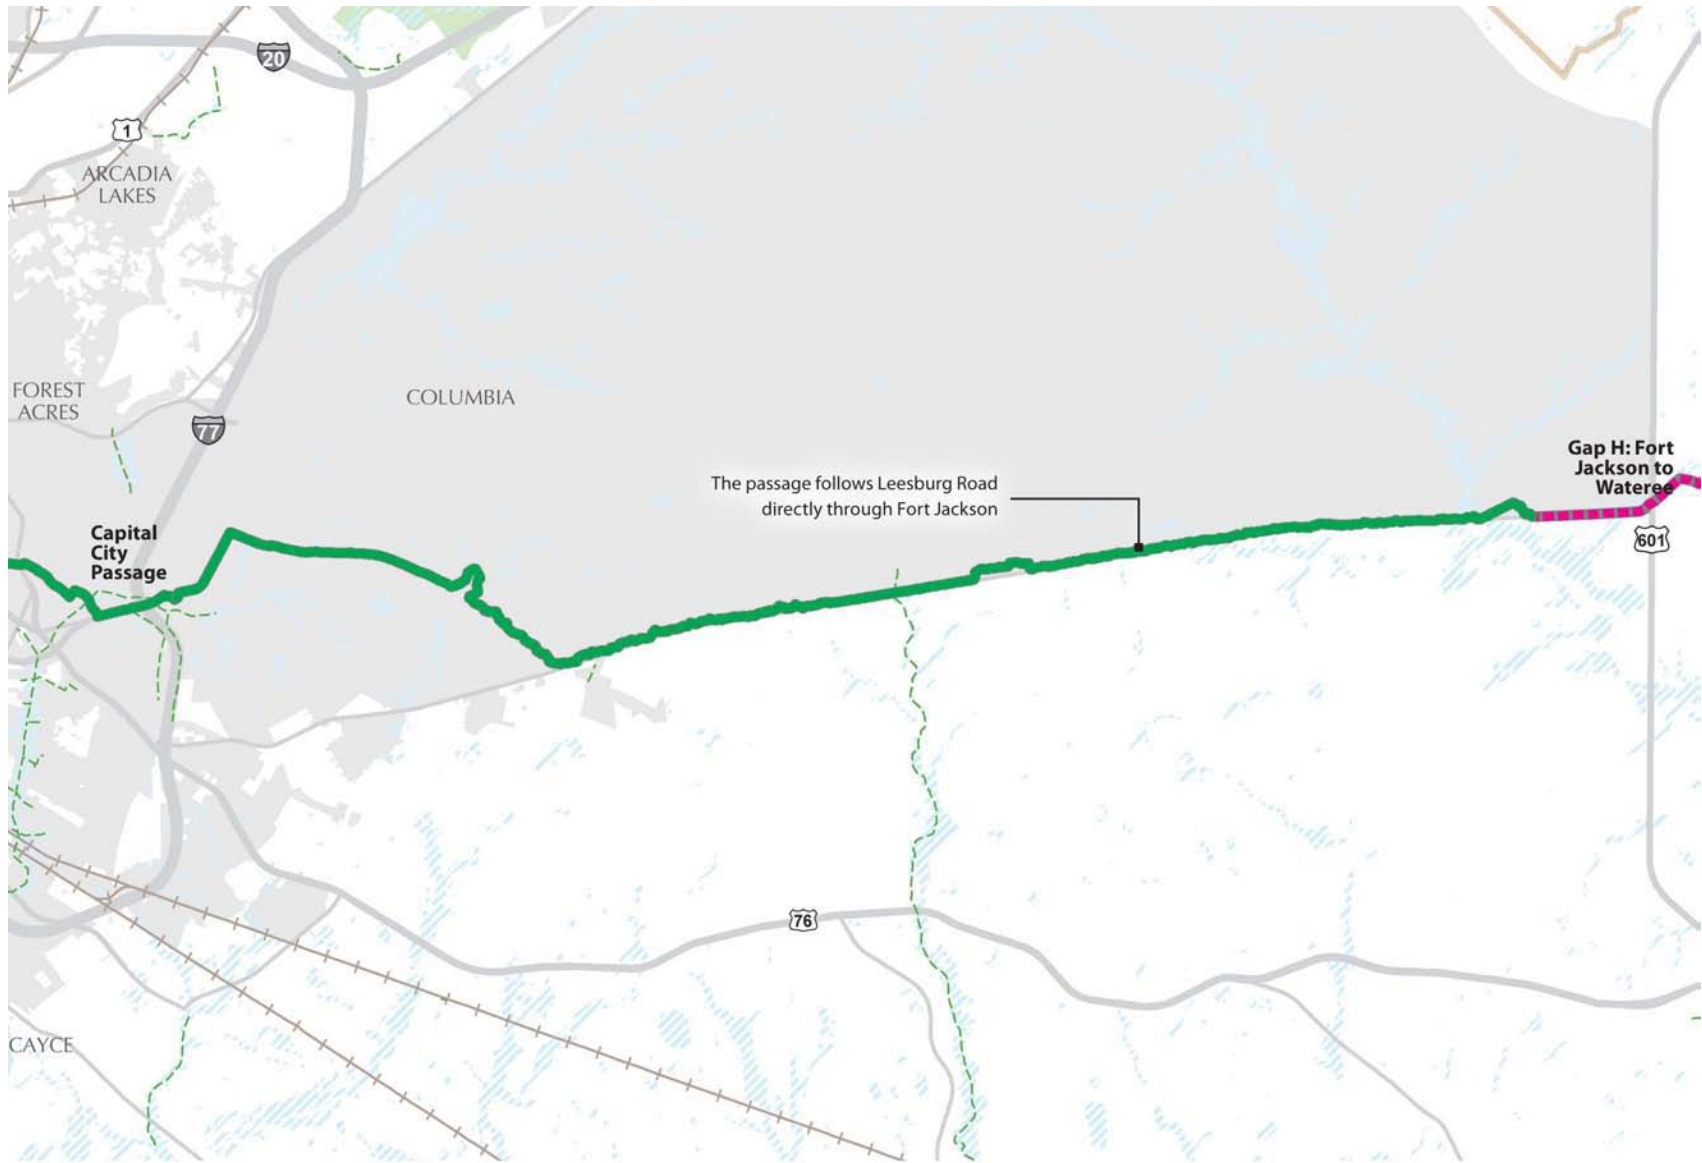 20
1
ARCADIA
LAKES
FOREST
ACRES
COLUMBIA
77
Gap H: Fort
Jackson to
Wateree
The passage follows Leesburg Road
directly through Fort Jackson
Capital
City
Passage
601
76
CAYCE